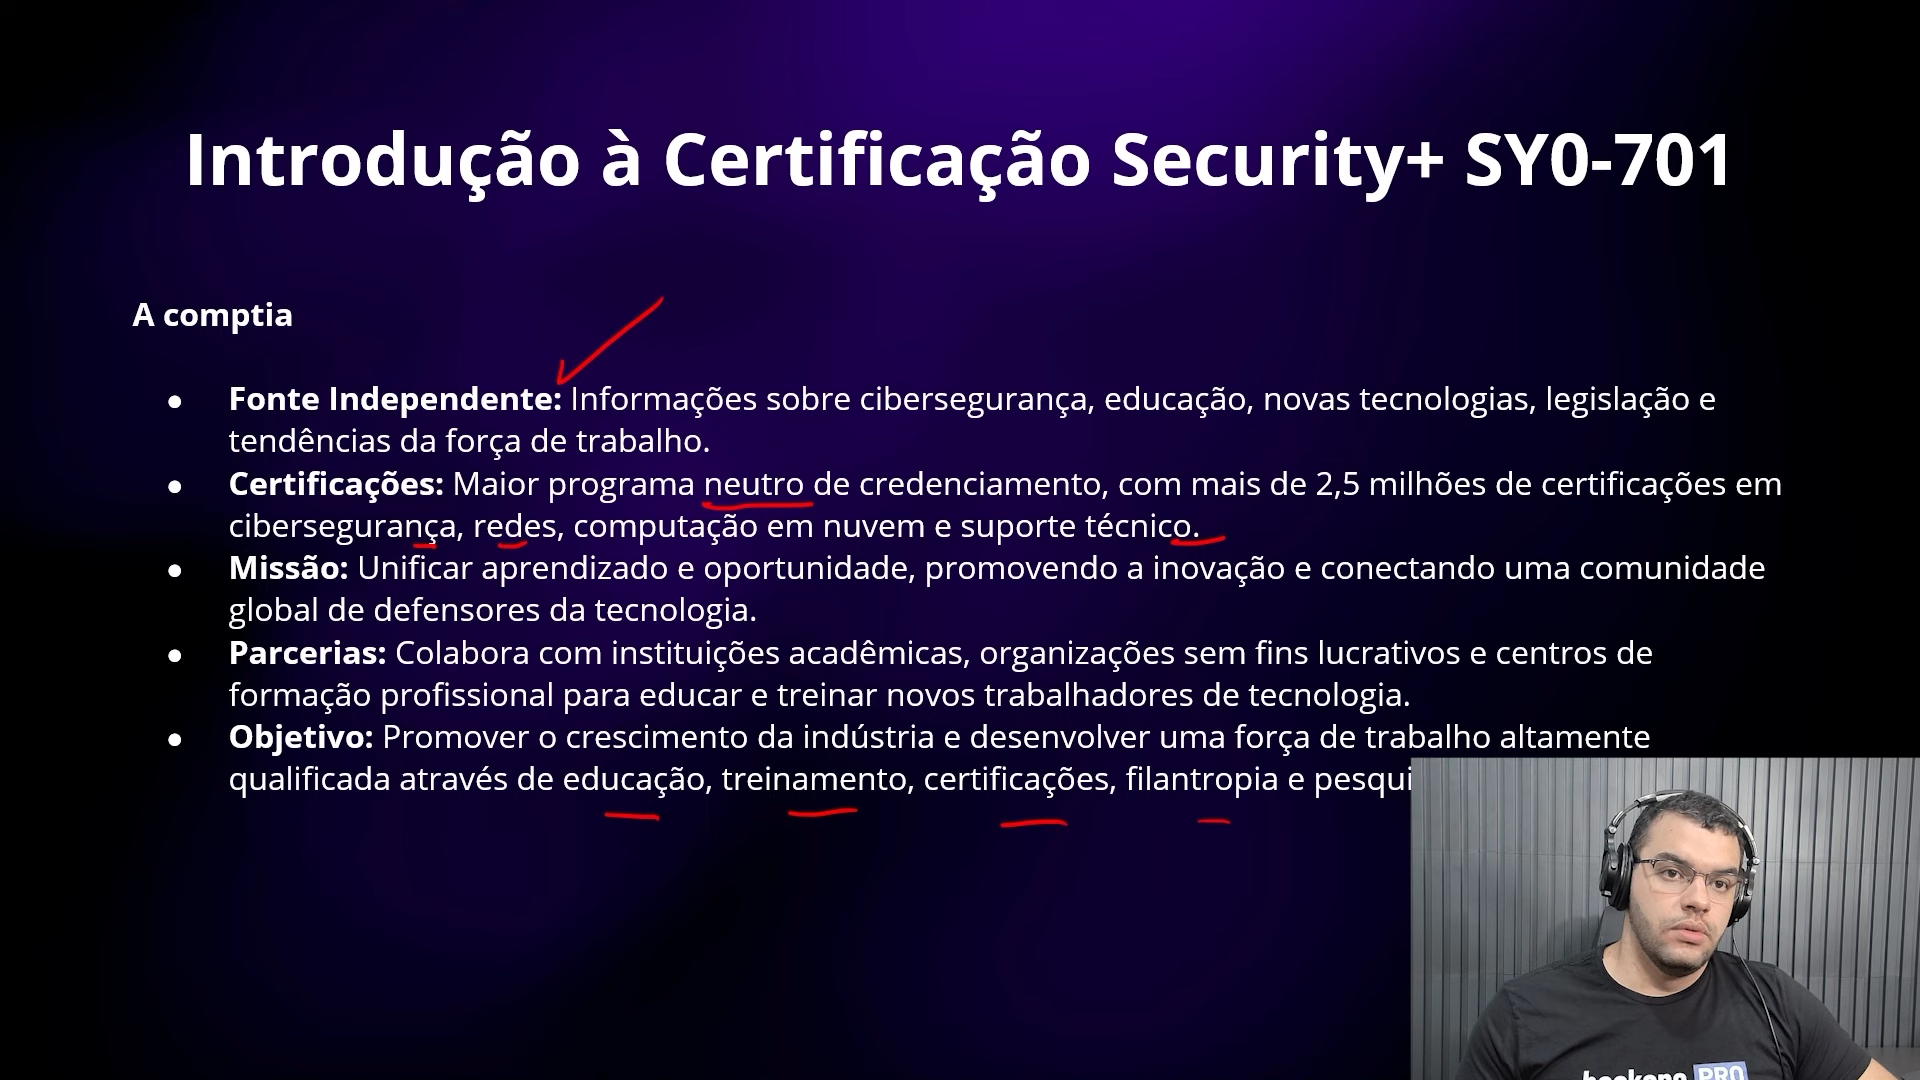 Introdução à Certificação Security+ SY0-701
A comptia
● Fonte Independente: Informações sobre cibersegurança, educação, novas tecnologias, legislação e
tendências da força de trabalho.
● Certificações: Maior programa neutro de credenciamento, com mais de 2,5 milhões de certificações em
cibersegurança, redes, computação em nuvem e suporte técnico.
● Missão: Unificar aprendizado e oportunidade, promovendo a inovação e conectando uma comunidade
global de defensores da tecnologia.
● Parcerias: Colabora com instituições acadêmicas, organizações sem fins lucrativos e centros de
formação profissional para educar e treinar novos trabalhadores de tecnologia.
● Objetivo: Promover o crescimento da indústria e desenvolver uma força de trabalho altamente
qualificada através de educação, treinamento, certificações, filantropia e pesqui
PRO